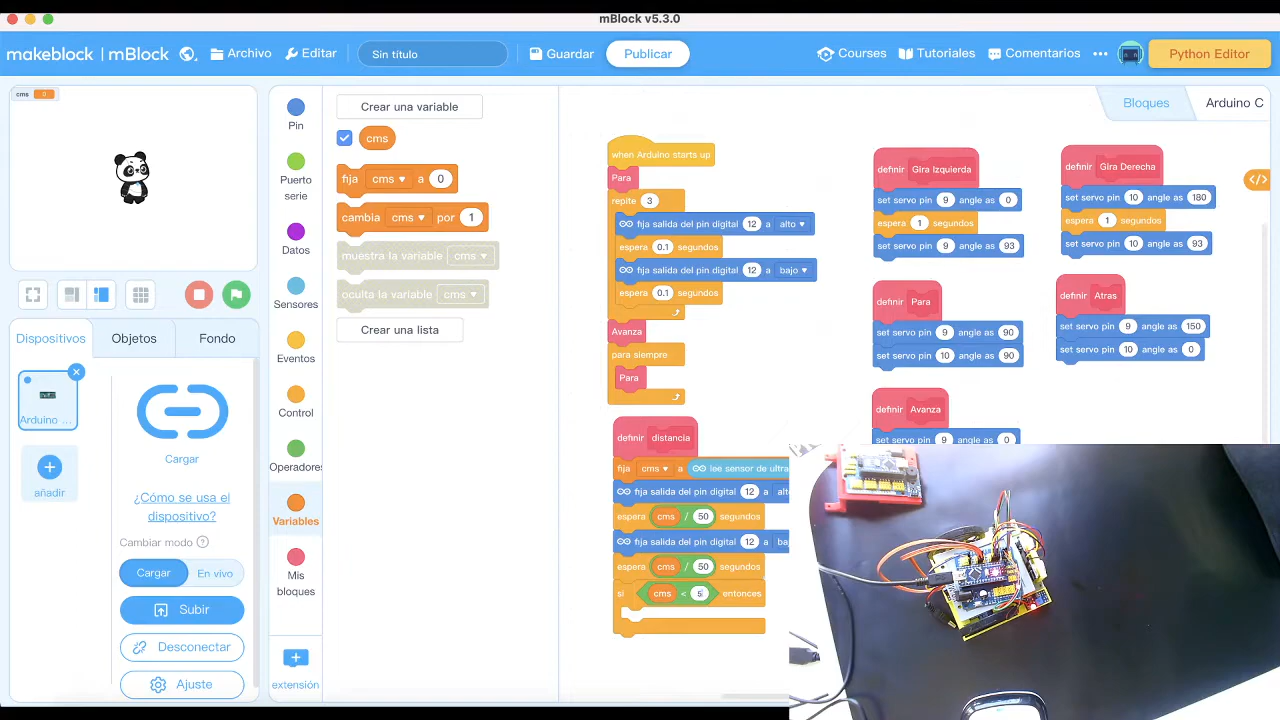 mBlock v5.3.0
makeblock | mBlock
Archivo
Editar
Sin título
Guardar
Publicar
Courses
Tutoriales
Comentarios
Python Editor
cms 0
Dispositivos
Objetos
Fondo
Arduino ...
añadir
Cargar
¿Cómo se usa el
dispositivo?
Cambiar modo ?
Cargar
En vivo
Subir
Desconectar
Ajuste
Pin
Puerto
serie
Datos
Sensores
Eventos
Control
Operadores
Variables
Mis
bloques
extensión
Crear una variable
cms
fija cms a 0
cambia cms por 1
muestra la variable cms
oculta la variable cms
Crear una lista
Bloques
Arduino C
</>
when Arduino starts up
Para
repite 3
fija salida del pin digital 12 a alto
espera 0.1 segundos
fija salida del pin digital 12 a bajo
espera 0.1 segundos
Avanza
para siempre
Para
definir distancia
fija cms a lee sensor de ultra
fija salida del pin digital 12 a alt
espera cms / 50 segundos
fija salida del pin digital 12 a baj
espera cms / 50 segundos
si cms < 5 entonces
definir Gira Izquierda
set servo pin 9 angle as 0
espera 1 segundos
set servo pin 9 angle as 93
definir Gira Derecha
set servo pin 10 angle as 180
espera 1 segundos
set servo pin 10 angle as 93
definir Para
set servo pin 9 angle as 90
set servo pin 10 angle as 90
definir Atras
set servo pin 9 angle as 150
set servo pin 10 angle as 0
definir Avanza
set servo pin 9 angle as 0